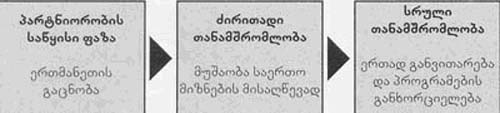 პარტნიორობის
საწყისი ფაზა
ერთმანეთის
გაცნობა
ძირითადი
თანამშრომლობა
მუშაობა საერთო
მიზნების მისაღწევად
სრული
თანამშრომლობა
ერთად განვითარება
და პროგრამების
განხორციელება